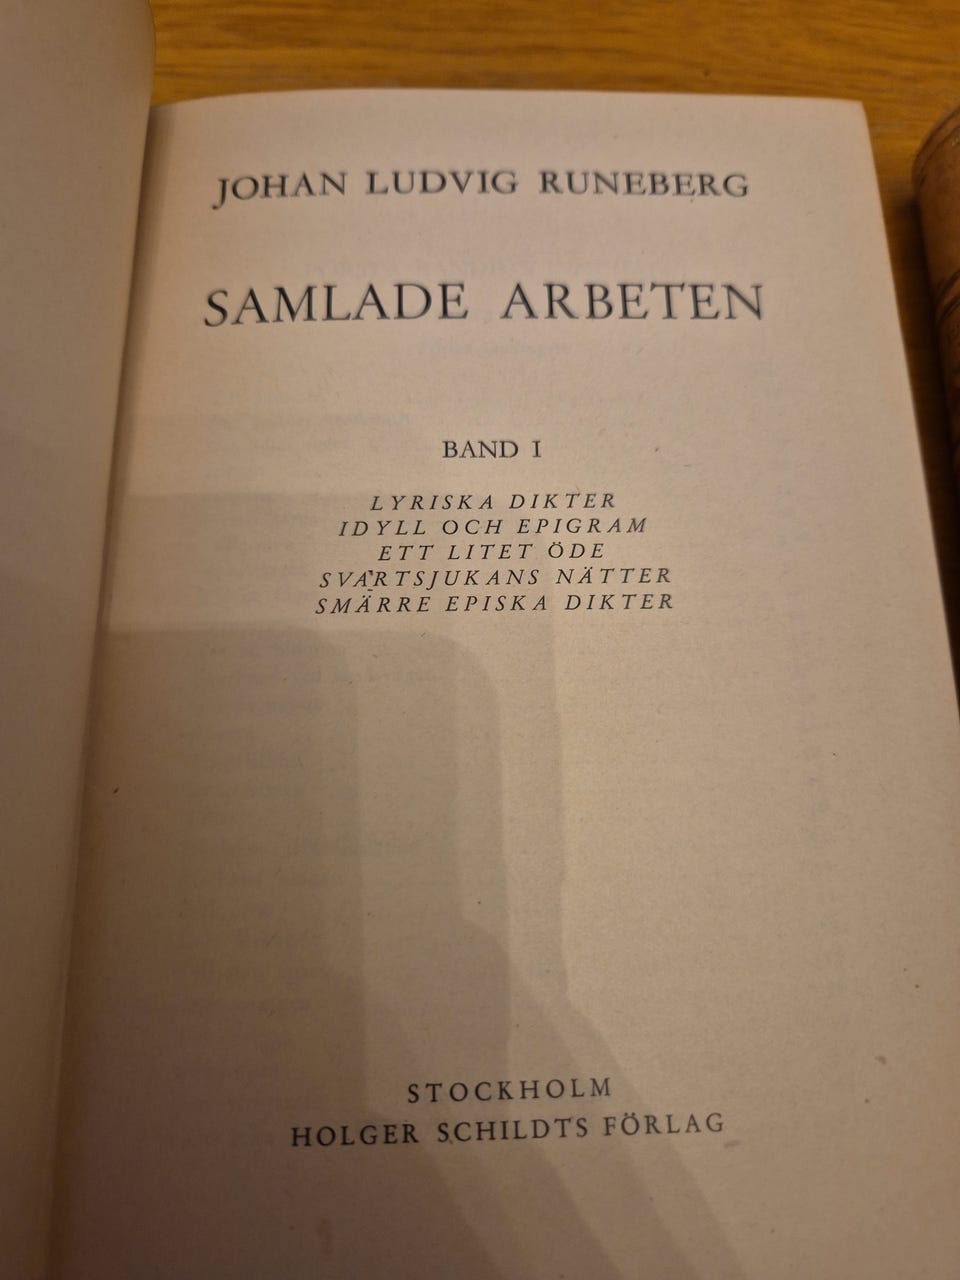 JOHAN LUDVIG RUNEBERG
SAMLADE ARBETEN
BAND I
LYRISKA DIKTER
IDYLL OCH EPIGRAM
ETT LITET ÖDE
SVARTSJUKANS NÄTTER
SMÄRRE EPISKA DIKTER
STOCKHOLM
HOLGER SCHILDTS FÖRLAG